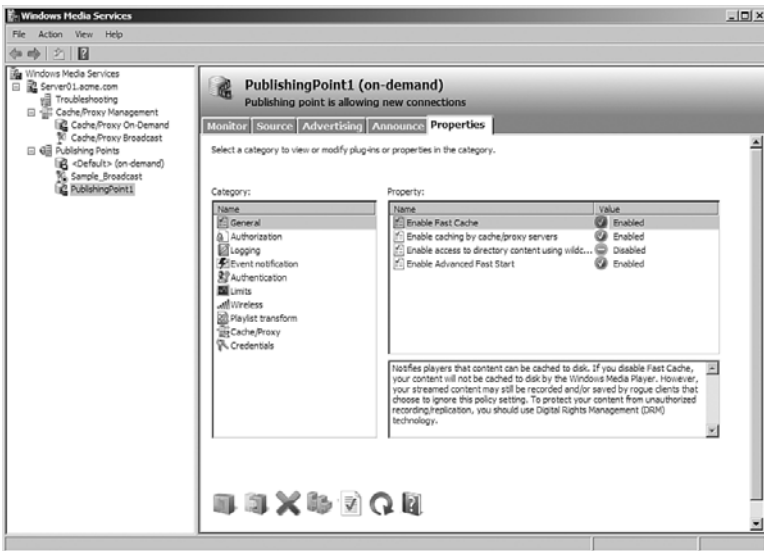 Windows Media Services
File Action View Help
Windows Media Services
Server01.acme.com
Troubleshooting
Cache/Proxy Management
Cache/Proxy On-Demand
Cache/Proxy Broadcast
Publishing Points
<Default> (on-demand)
Sample_Broadcast
PublishingPoint1
PublishingPoint1 (on-demand)
Publishing point is allowing new connections
Monitor Source Advertising Announce Properties
Select a category to view or modify plug-ins or properties in the category.
Category:
Name
General
Authorization
Logging
Event notification
Authentication
Limits
Wireless
Playlist transform
Cache/Proxy
Credentials
Property:
Name Value
Enable Fast Cache Enabled
Enable caching by cache/proxy servers Enabled
Enable access to directory content using wildc... Disabled
Enable Advanced Fast Start Enabled
Notifies players that content can be cached to disk. If you disable Fast Cache,
your content will not be cached to disk by the Windows Media Player. However,
your streamed content may still be recorded and/or saved by rogue clients that
choose to ignore this policy setting. To protect your content from unauthorized
recording/replication, you should use Digital Rights Management (DRM)
technology.